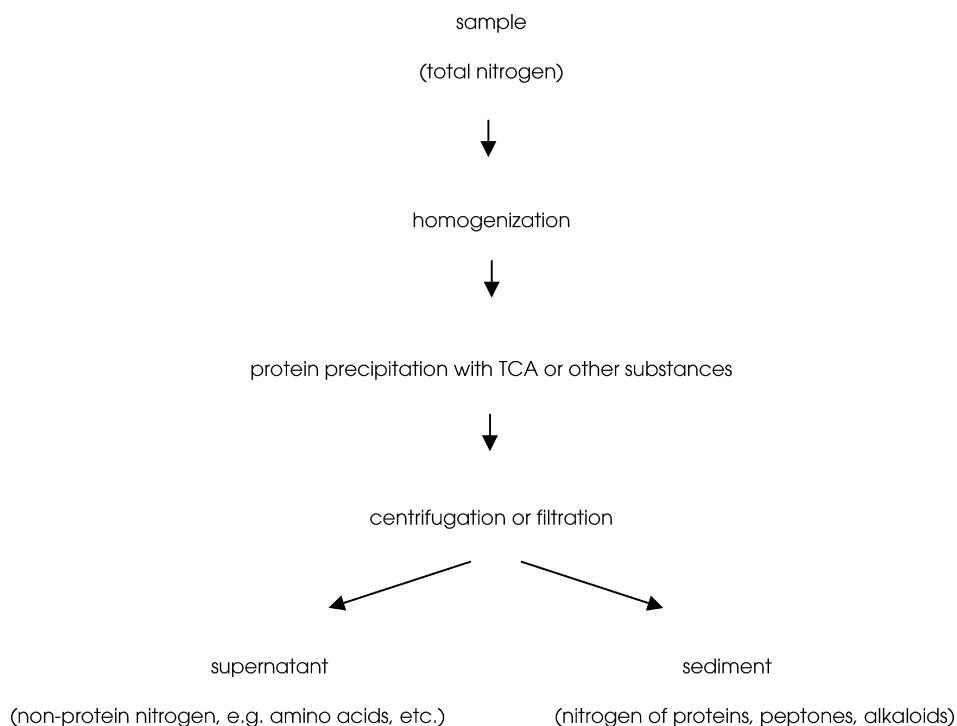 sample
(total nitrogen)
homogenization
protein precipitation with TCA or other substances
centrifugation or filtration
supernatant
sediment
(non-protein nitrogen, e.g. amino acids, etc.)
(nitrogen of proteins, peptones, alkaloids)